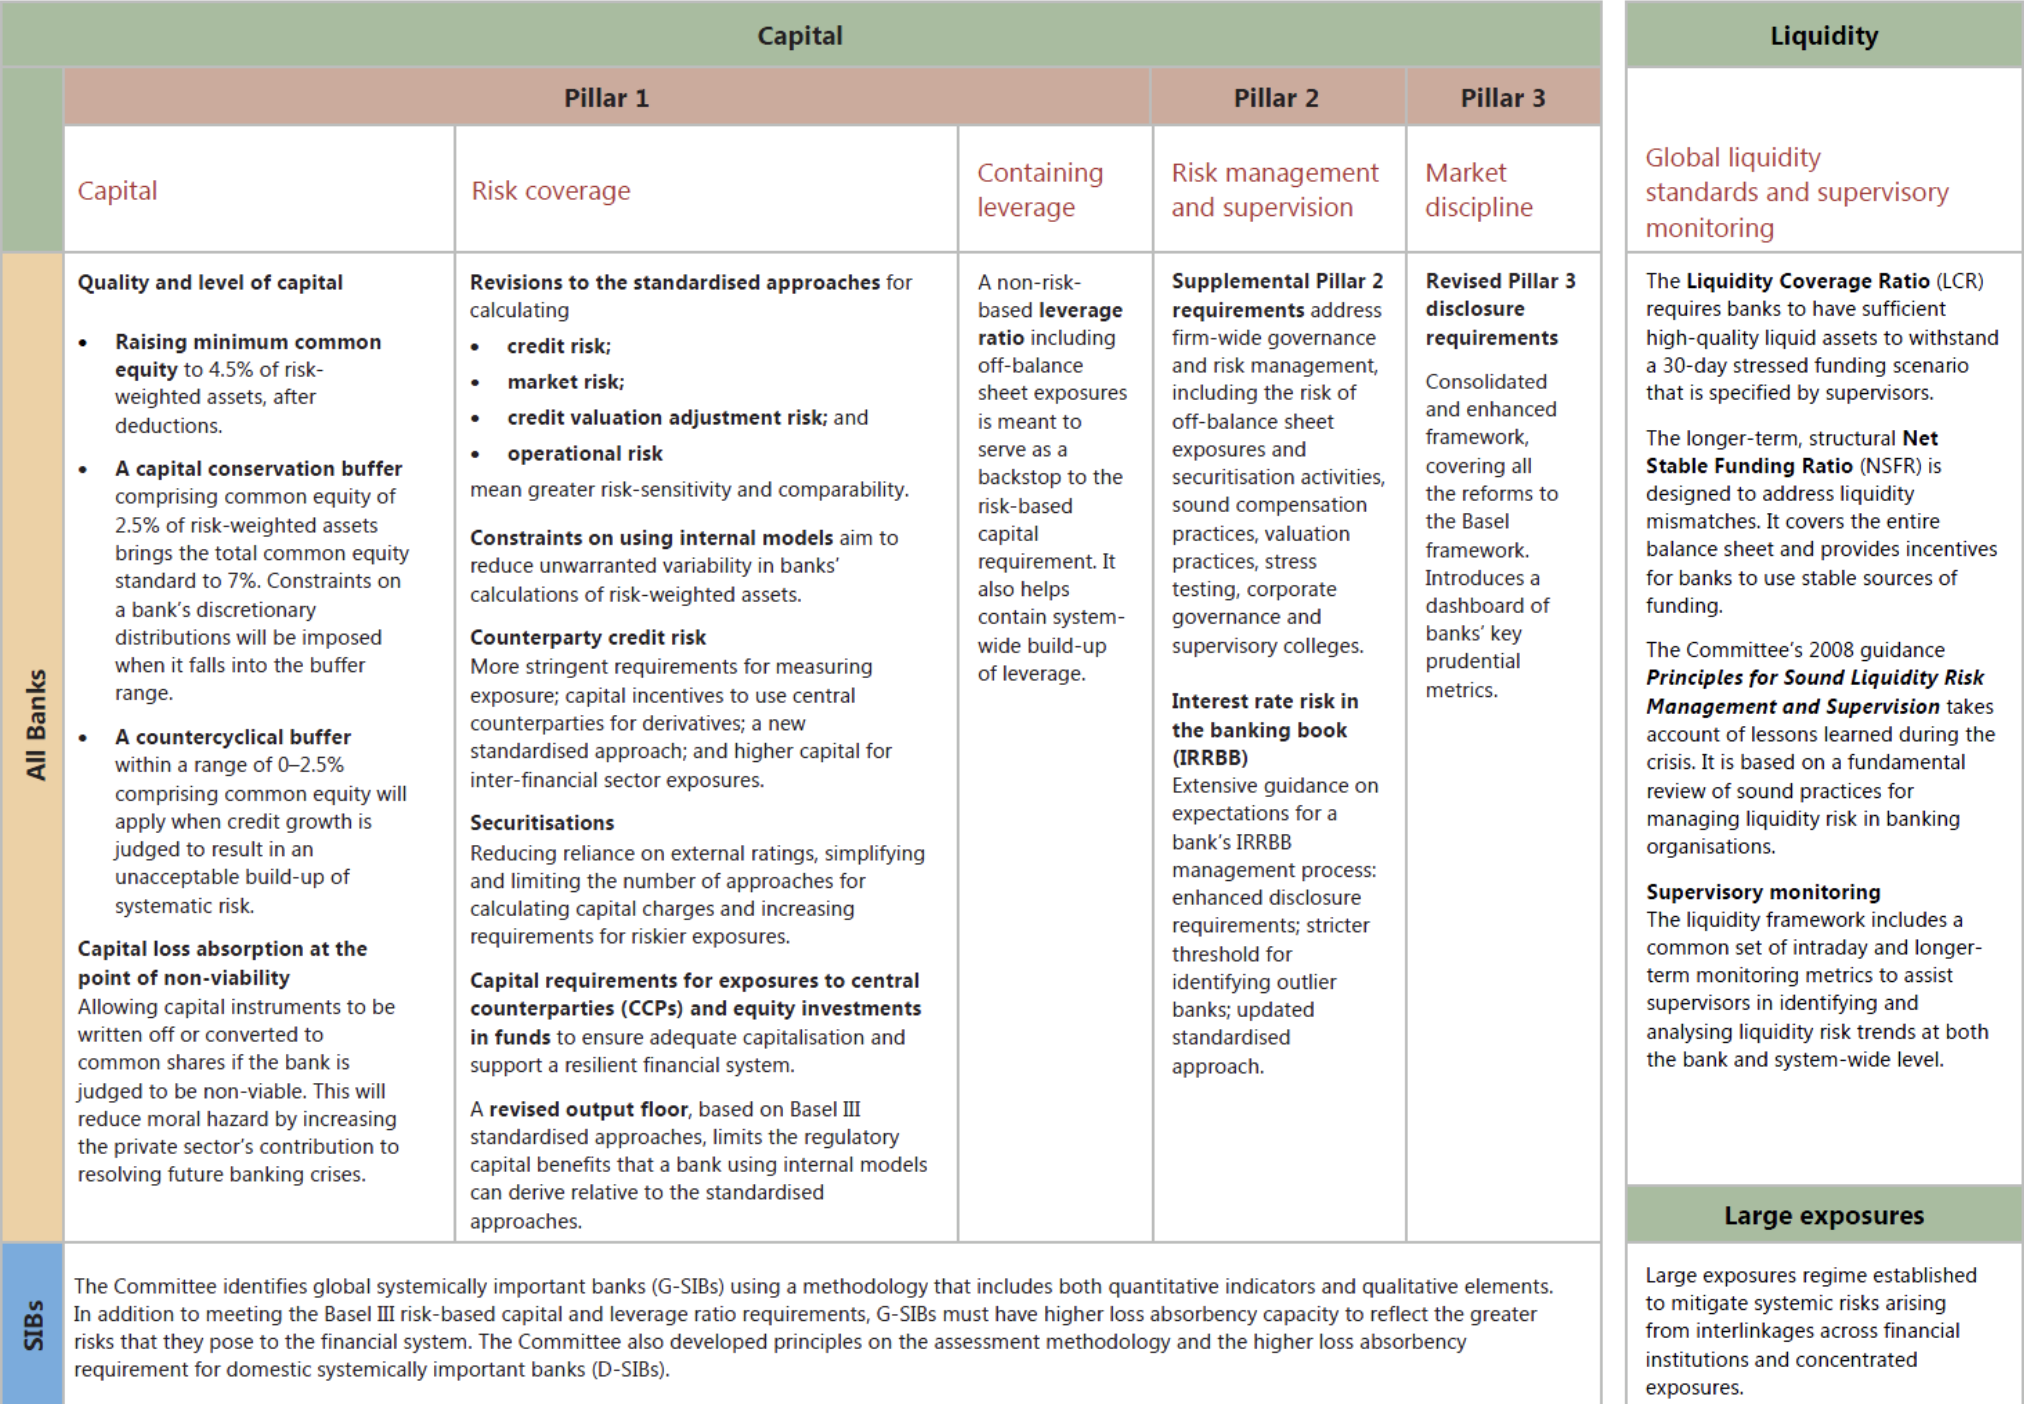 Capital
Pillar 1
Pillar 2
Pillar 3
Capital
Risk coverage
Containing
leverage
Risk management
and supervision
Market
discipline
All Banks
Quality and level of capital
• Raising minimum common
equity to 4.5% of risk-
weighted assets, after
deductions.
• A capital conservation buffer
comprising common equity of
2.5% of risk-weighted assets
brings the total common equity
standard to 7%. Constraints on
a bank’s discretionary
distributions will be imposed
when it falls into the buffer
range.
• A countercyclical buffer
within a range of 0–2.5%
comprising common equity will
apply when credit growth is
judged to result in an
unacceptable build-up of
systematic risk.
Capital loss absorption at the
point of non-viability
Allowing capital instruments to be
written off or converted to
common shares if the bank is
judged to be non-viable. This will
reduce moral hazard by increasing
the private sector’s contribution to
resolving future banking crises.
Revisions to the standardised approaches for
calculating
• credit risk;
• market risk;
• credit valuation adjustment risk; and
• operational risk
mean greater risk-sensitivity and comparability.
Constraints on using internal models aim to
reduce unwarranted variability in banks’
calculations of risk-weighted assets.
Counterparty credit risk
More stringent requirements for measuring
exposure; capital incentives to use central
counterparties for derivatives; a new
standardised approach; and higher capital for
inter-financial sector exposures.
Securitisations
Reducing reliance on external ratings, simplifying
and limiting the number of approaches for
calculating capital charges and increasing
requirements for riskier exposures.
Capital requirements for exposures to central
counterparties (CCPs) and equity investments
in funds to ensure adequate capitalisation and
support a resilient financial system.
A revised output floor, based on Basel III
standardised approaches, limits the regulatory
capital benefits that a bank using internal models
can derive relative to the standardised
approaches.
A non-risk-
based leverage
ratio including
off-balance
sheet exposures
is meant to
serve as a
backstop to the
risk-based
capital
requirement. It
also helps
contain system-
wide build-up
of leverage.
Supplemental Pillar 2
requirements address
firm-wide governance
and risk management,
including the risk of
off-balance sheet
exposures and
securitisation activities,
sound compensation
practices, valuation
practices, stress
testing, corporate
governance and
supervisory colleges.
Interest rate risk in
the banking book
(IRRBB)
Extensive guidance on
expectations for a
bank’s IRRBB
management process:
enhanced disclosure
requirements; stricter
threshold for
identifying outlier
banks; updated
standardised
approach.
Revised Pillar 3
disclosure
requirements
Consolidated
and enhanced
framework,
covering all
the reforms to
the Basel
framework.
Introduces a
dashboard of
banks’ key
prudential
metrics.
SIBs
The Committee identifies global systemically important banks (G-SIBs) using a methodology that includes both quantitative indicators and qualitative elements.
In addition to meeting the Basel III risk-based capital and leverage ratio requirements, G-SIBs must have higher loss absorbency capacity to reflect the greater
risks that they pose to the financial system. The Committee also developed principles on the assessment methodology and the higher loss absorbency
requirement for domestic systemically important banks (D-SIBs).
Liquidity
Global liquidity
standards and supervisory
monitoring
The Liquidity Coverage Ratio (LCR)
requires banks to have sufficient
high-quality liquid assets to withstand
a 30-day stressed funding scenario
that is specified by supervisors.
The longer-term, structural Net
Stable Funding Ratio (NSFR) is
designed to address liquidity
mismatches. It covers the entire
balance sheet and provides incentives
for banks to use stable sources of
funding.
The Committee’s 2008 guidance
Principles for Sound Liquidity Risk
Management and Supervision takes
account of lessons learned during the
crisis. It is based on a fundamental
review of sound practices for
managing liquidity risk in banking
organisations.
Supervisory monitoring
The liquidity framework includes a
common set of intraday and longer-
term monitoring metrics to assist
supervisors in identifying and
analysing liquidity risk trends at both
the bank and system-wide level.
Large exposures
Large exposures regime established
to mitigate systemic risks arising
from interlinkages across financial
institutions and concentrated
exposures.